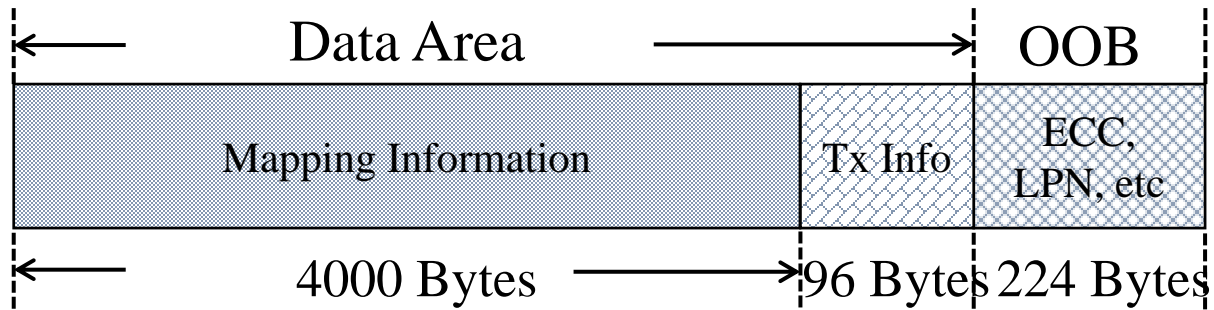 Data Area
OOB
Mapping Information
Tx Info
ECC,
LPN, etc
4000 Bytes
96 Bytes
224 Bytes